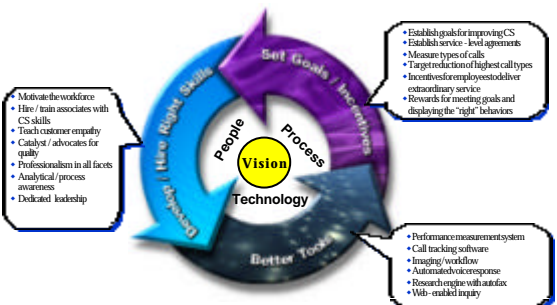 Establish goals for improving CS
Establish service - level agreements
Measure types of calls
Target reduction of highest call types
Incentives for employees to deliver
extraordinary service
Rewards for meeting goals and
displaying the "right" behaviors
Set Goals / Incentives
Motivate the workforce
Hire / train associates with
CS skills
Teach customer empathy
Catalyst / advocates for
quality
Professionalism in all facets
Analytical / process
awareness
Dedicated leadership
Develop / Hire Right Skills
People
Process
Vision
Technology
Better Tools
Performance measurement system
Call tracking software
Imaging / workflow
Automated voice response
Research engine with autofax
Web - enabled inquiry